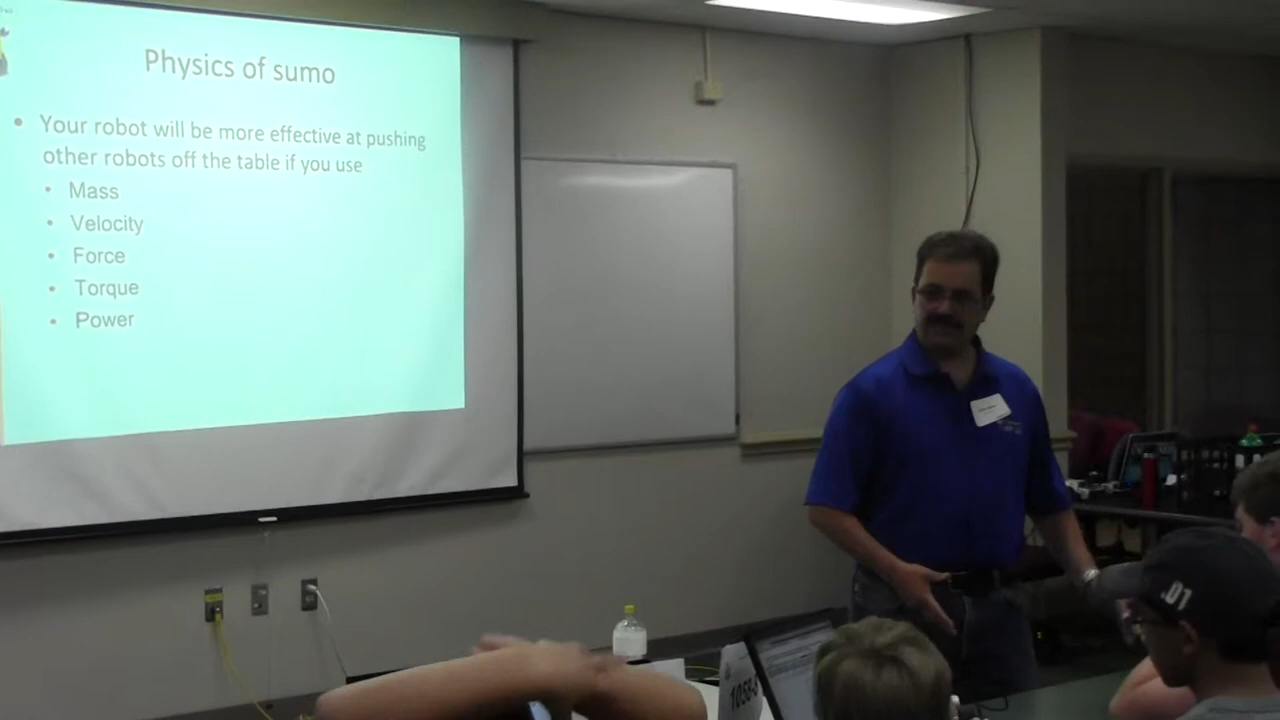 Physics of sumo
• Your robot will be more effective at pushing
other robots off the table if you use
• Mass
• Velocity
• Force
• Torque
• Power
.01